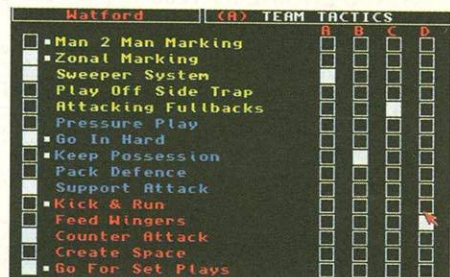 Watford (A) TEAM TACTICS
A B C D
Man 2 Man Marking
Zonal Marking
Sweeper System
Play Off Side Trap
Attacking Fullbacks
Pressure Play
Go In Hard
Keep Possession
Pack Defence
Support Attack
Kick & Run
Feed Wingers
Counter Attack
Create Space
Go For Set Plays